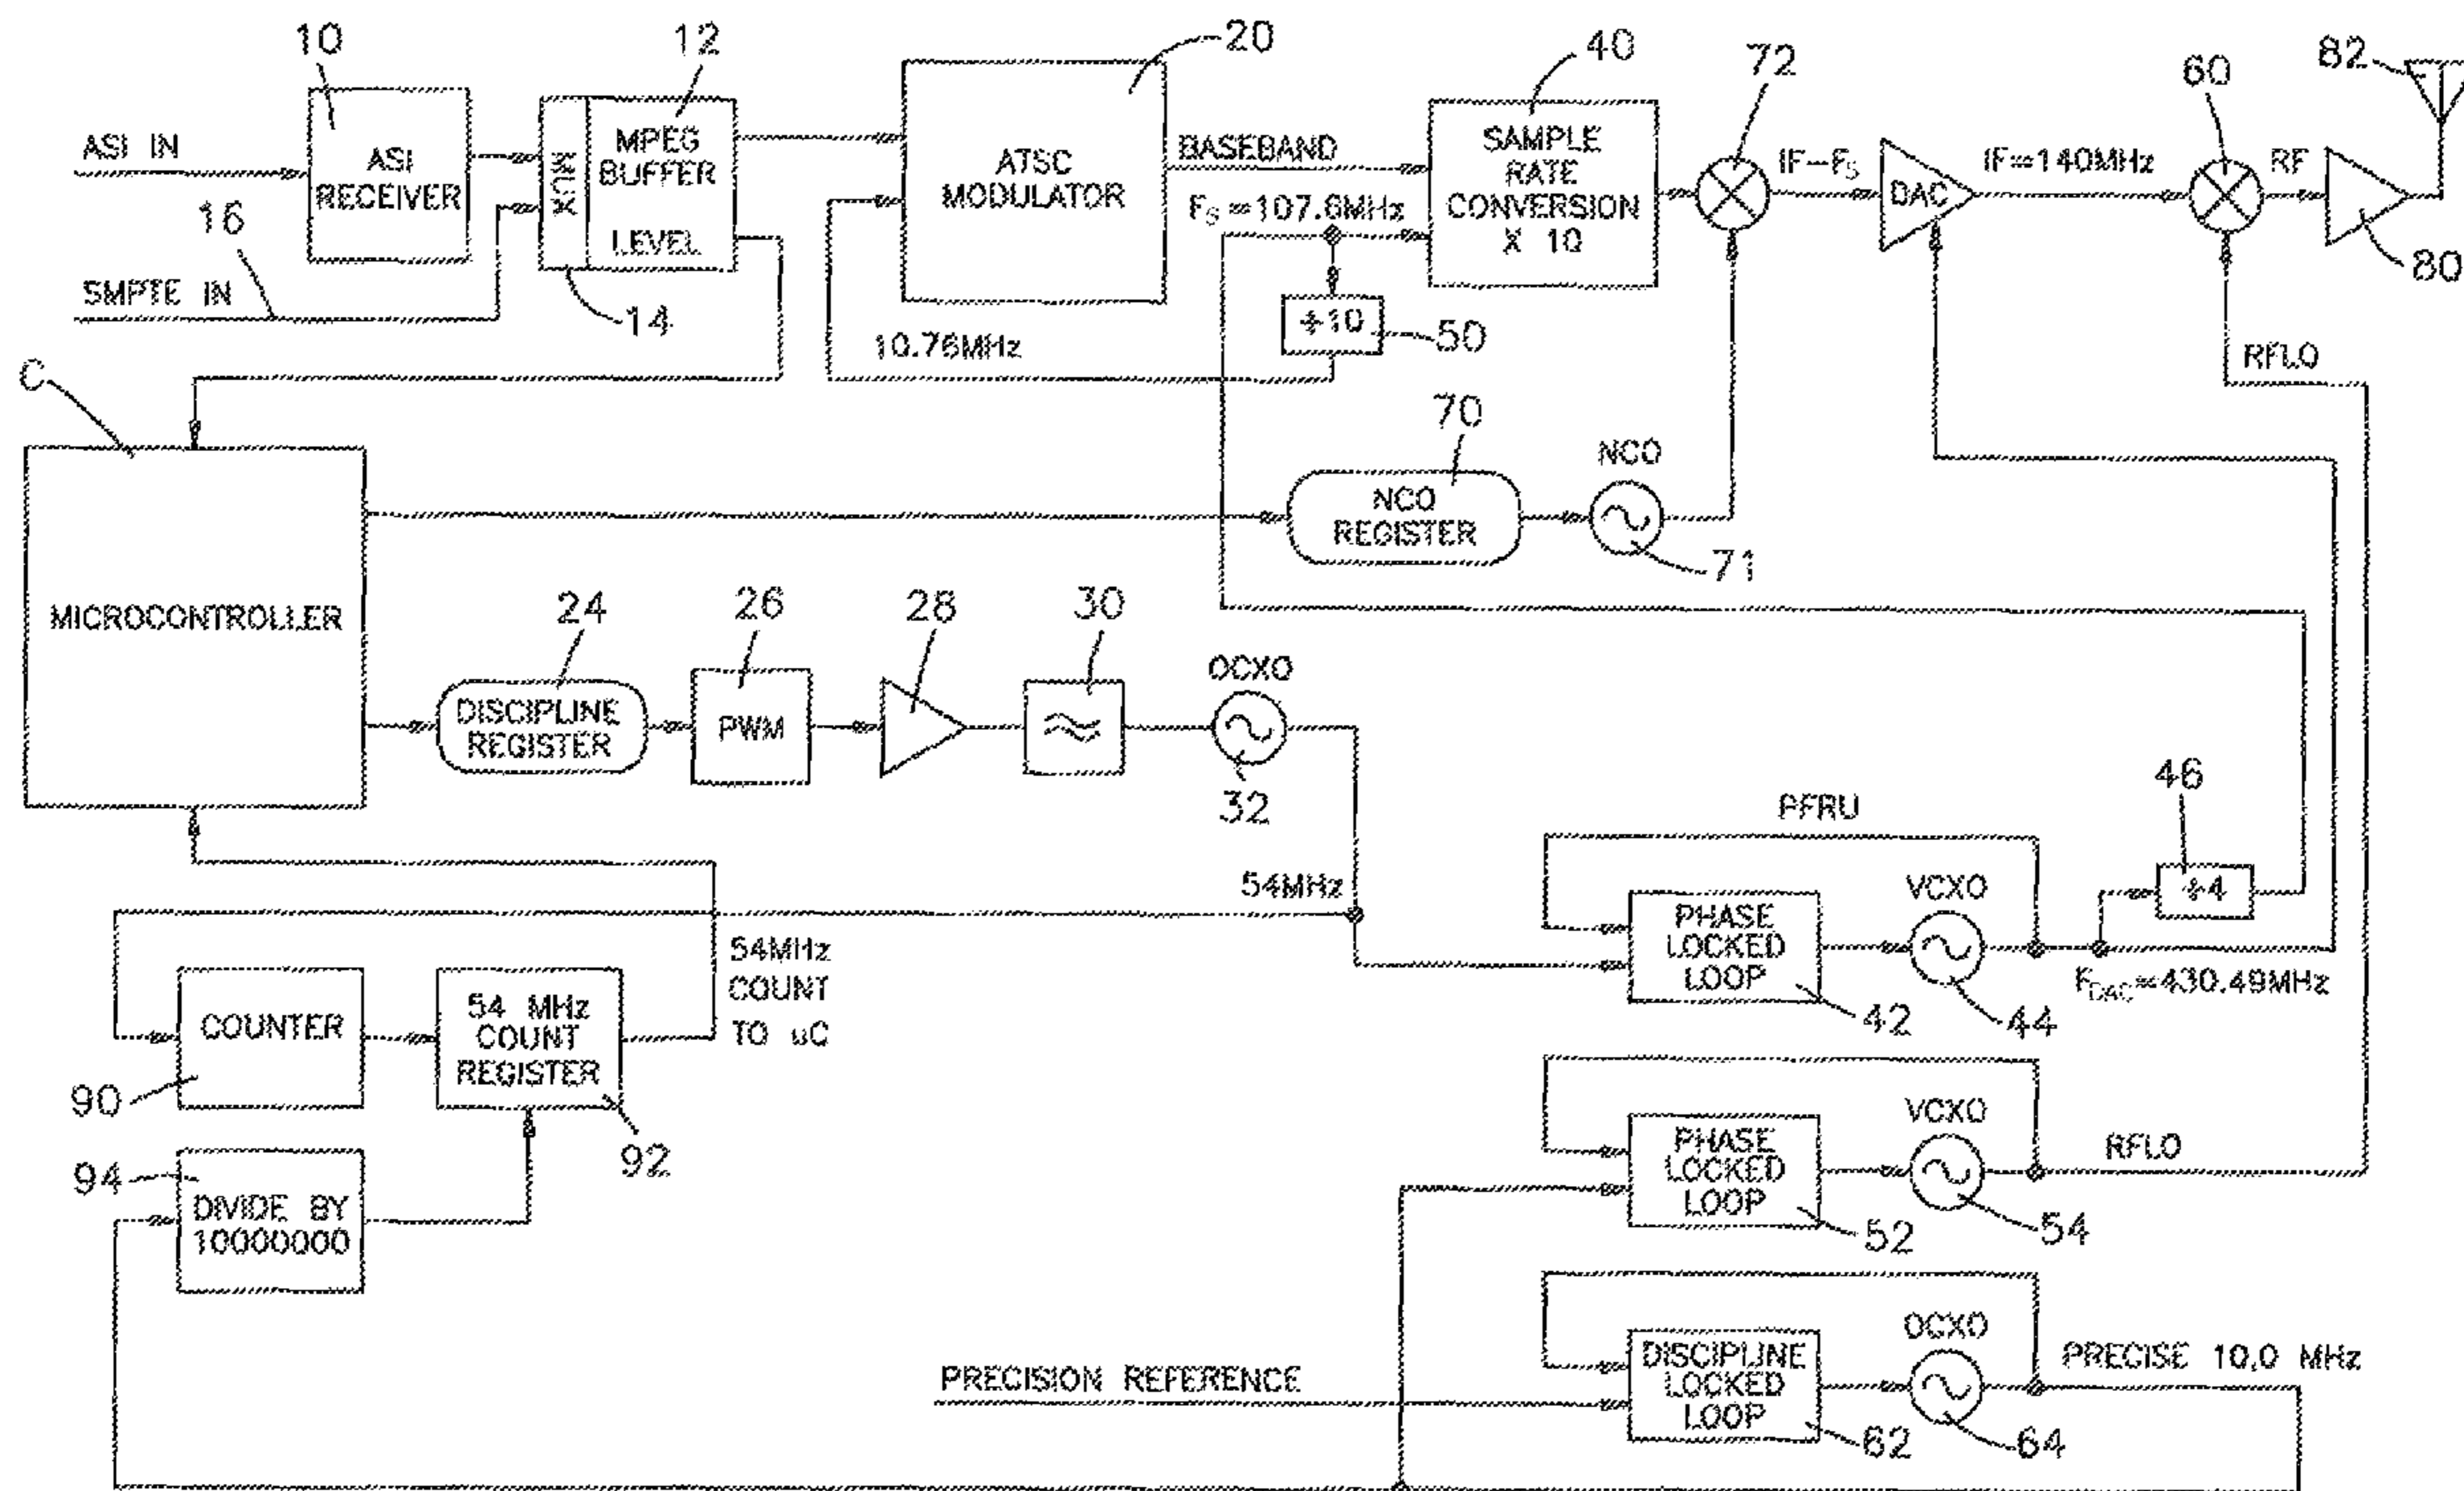 10
12
20
40
72
60
82
ASI IN
ASI
RECEIVER
MUX
MPEG
BUFFER
LEVEL
ATSC
MODULATOR
BASEBAND
FS=107.6MHz
SAMPLE
RATE
CONVERSION
X 10
IF-FS
DAC
IF=140MHz
RF
80
16
SMPTE IN
14
10.76MHz
÷10
50
RFLO
C
70
NCO
REGISTER
NCO
71
MICROCONTROLLER
24
DISCIPLINE
REGISTER
26
PWM
28
30
OCXO
32
54MHz
PFRU
46
÷4
PHASE
LOCKED
LOOP
42
VCXO
44
FDAC=430.49MHz
54MHz
COUNT
TO uC
COUNTER
90
54 MHz
COUNT
REGISTER
92
94
DIVIDE BY
10000000
PHASE
LOCKED
LOOP
52
VCXO
54
RFLO
PRECISION REFERENCE
DISCIPLINE
LOCKED
LOOP
62
OCXO
64
PRECISE 10.0 MHz